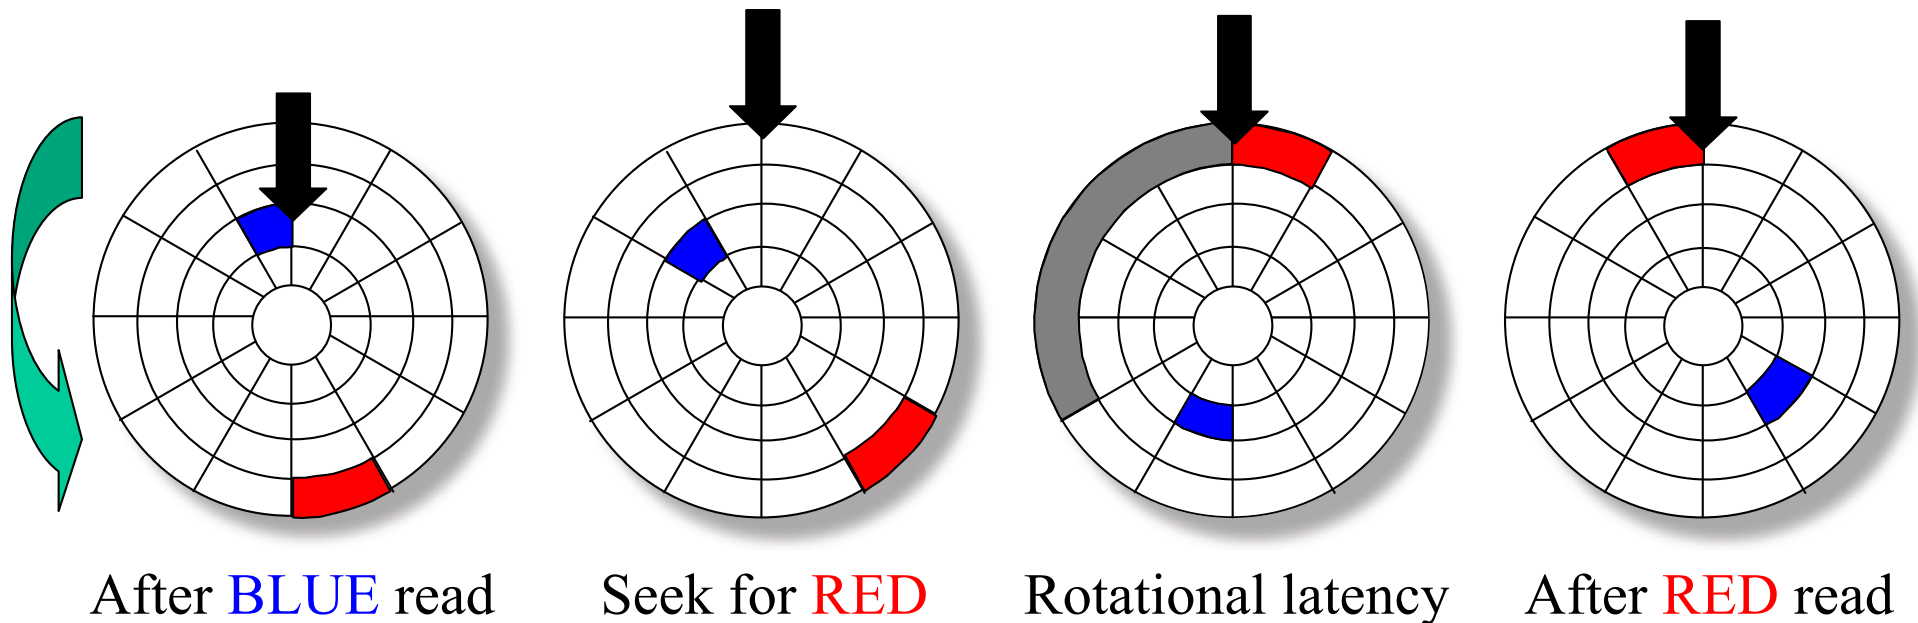 After BLUE read
Seek for RED
Rotational latency
After RED read